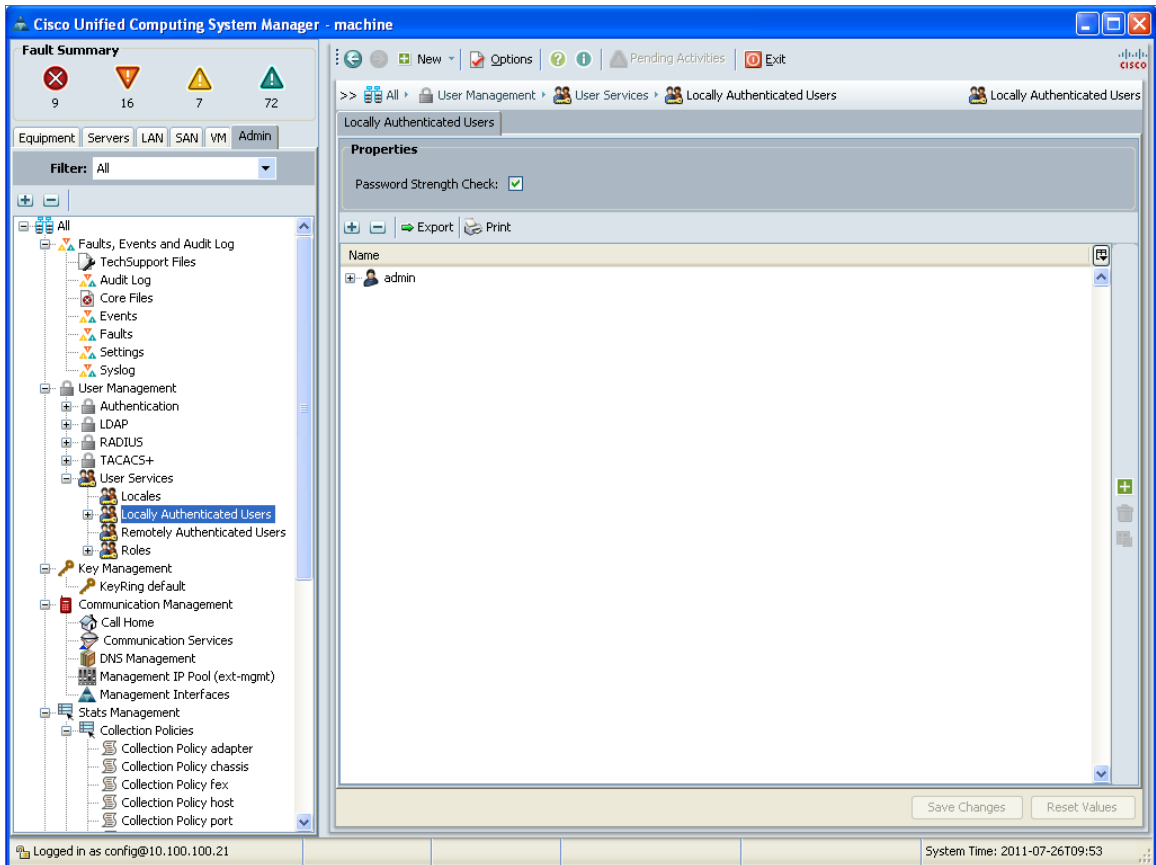 Cisco Unified Computing System Manager - machine
Fault Summary
9 16 7 72
Equipment Servers LAN SAN VM Admin
Filter: All
All
Faults, Events and Audit Log
TechSupport Files
Audit Log
Core Files
Events
Faults
Settings
Syslog
User Management
Authentication
LDAP
RADIUS
TACACS+
User Services
Locales
Locally Authenticated Users
Remotely Authenticated Users
Roles
Key Management
KeyRing default
Communication Management
Call Home
Communication Services
DNS Management
Management IP Pool (ext-mgmt)
Management Interfaces
Stats Management
Collection Policies
Collection Policy adapter
Collection Policy chassis
Collection Policy fex
Collection Policy host
Collection Policy port
New Options Pending Activities Exit
CISCO
>> All User Management User Services Locally Authenticated Users Locally Authenticated Users
Locally Authenticated Users
Properties
Password Strength Check:
Export Print
Name
admin
Save Changes Reset Values
Logged in as config@10.100.100.21 System Time: 2011-07-26T09:53